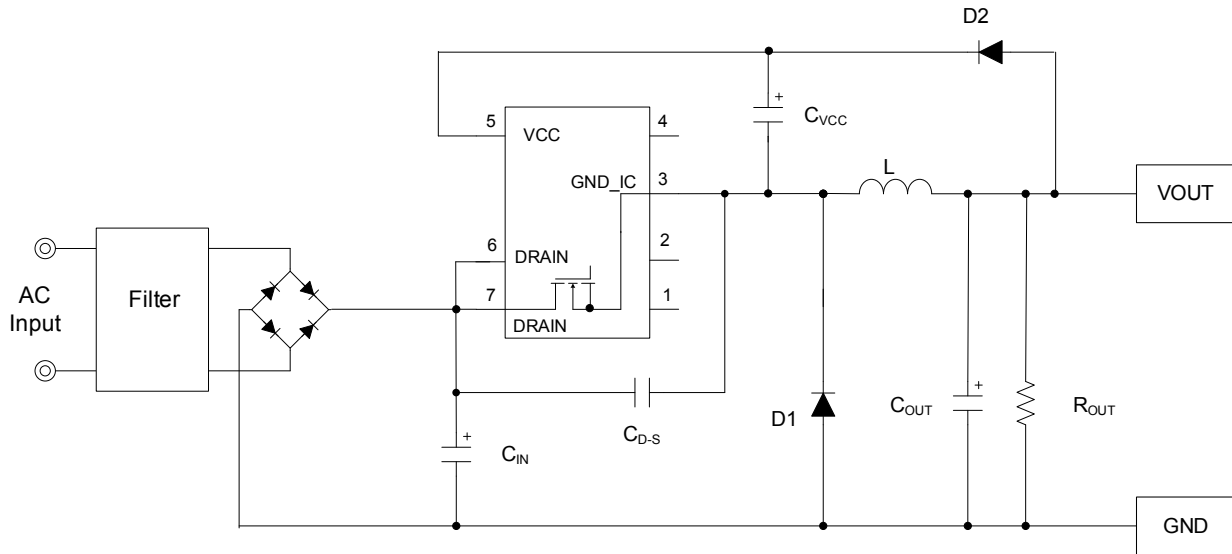 D2
+
C_VCC
5
VCC
4
GND_IC
3
L
VOUT
6
DRAIN
2
7
DRAIN
1
AC
Input
Filter
C_D-S
+
C_IN
D1
+
C_OUT
R_OUT
GND